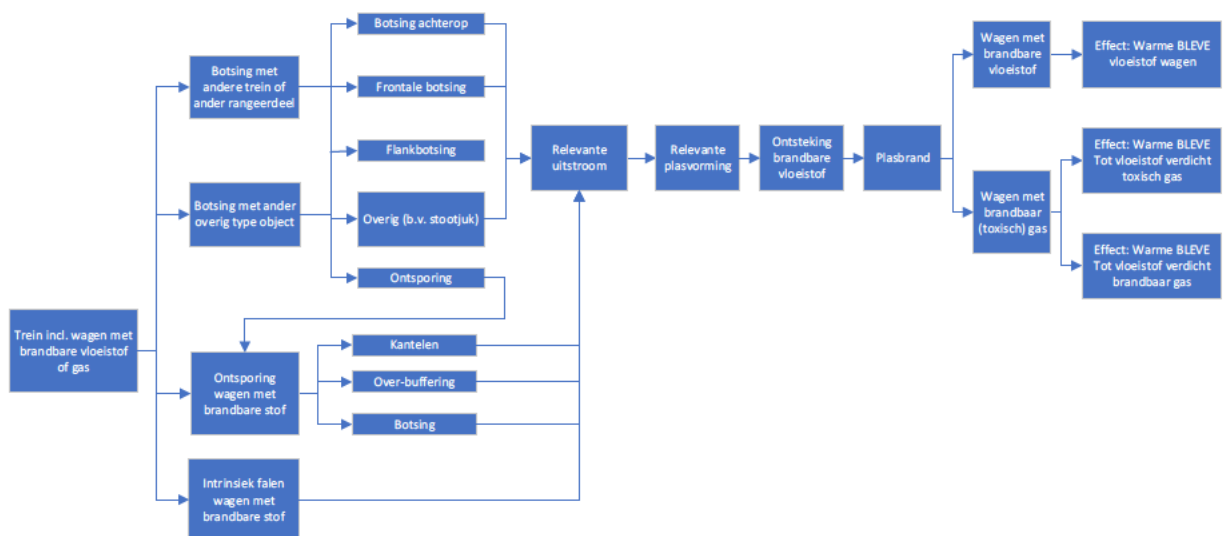 Trein incl. wagen met
brandbare vloeistof
of gas
Botsing met
andere trein of
ander rangeerdeel
Botsing met ander
overig type object
Ontsporing
wagen met
brandbare stof
Intrinsiek falen
wagen met
brandbare stof
Botsing achterop
Frontale botsing
Flankbotsing
Overig (b.v. stootjuk)
Ontsporing
Kantelen
Over-buffering
Botsing
Relevante
uitstroom
Relevante
plasvorming
Ontsteking
brandbare
vloeistof
Plasbrand
Wagen met
brandbare
vloeistof
Wagen met
brandbaar
(toxisch) gas
Effect: Warme BLEVE
vloeistof wagen
Effect: Warme BLEVE
Tot vloeistof verdicht
toxisch gas
Effect: Warme BLEVE
Tot vloeistof verdicht
brandbaar gas